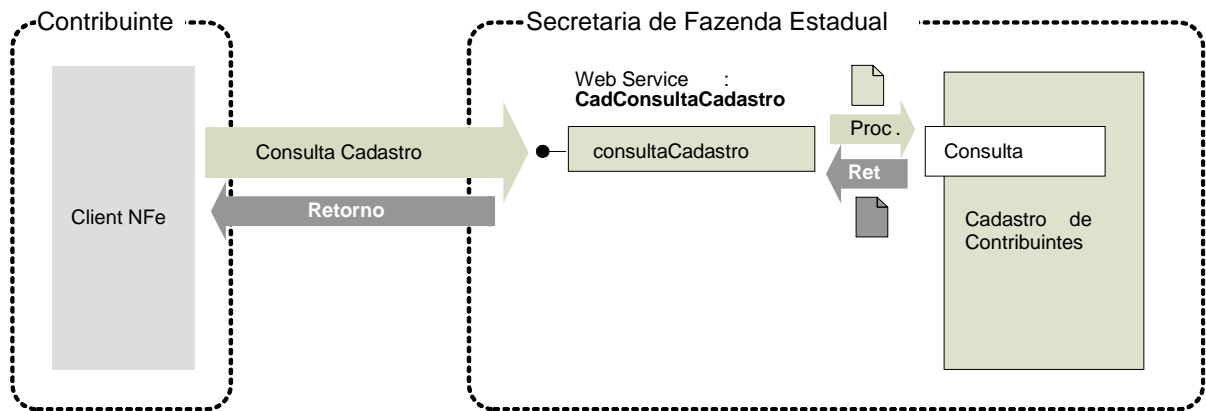 Contribuinte
Secretaria de Fazenda Estadual
Web Service :
CadConsultaCadastro
Consulta Cadastro
consultaCadastro
Proc .
Consulta
Ret
Retorno
Client NFe
Cadastro de
Contribuintes